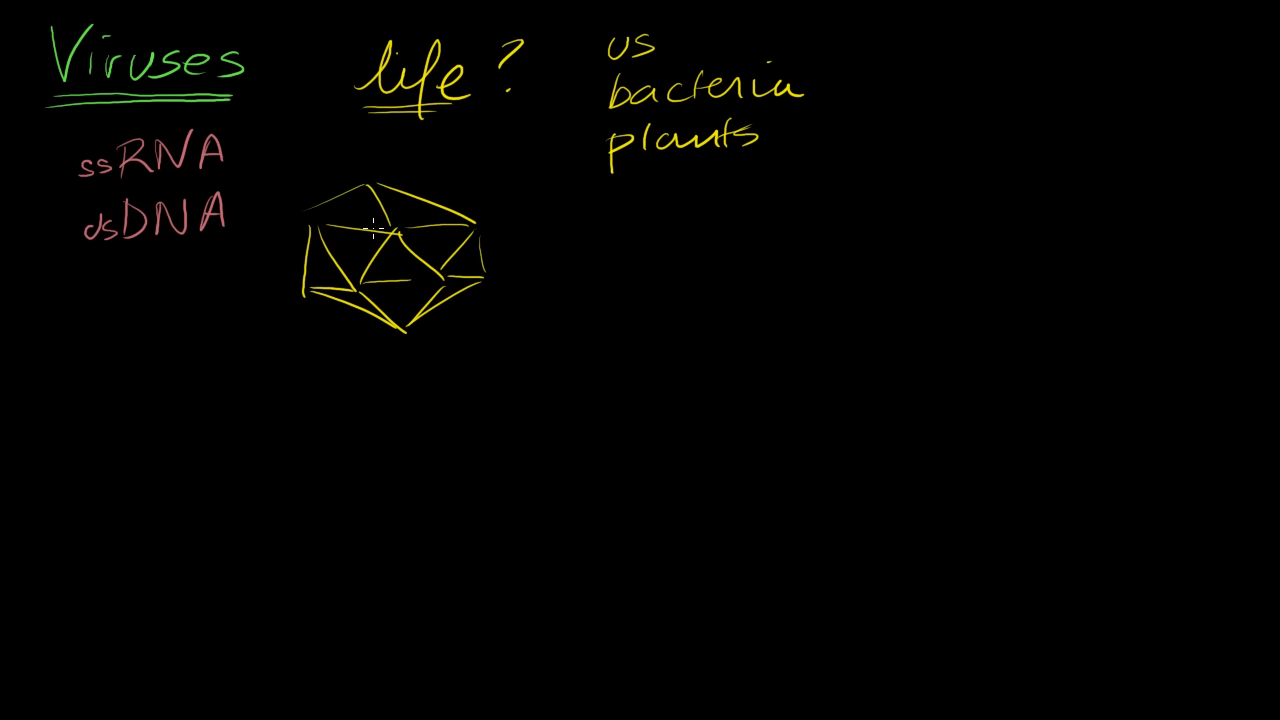 Viruses
ssRNA
dsDNA
life?
us
bacteria
plants